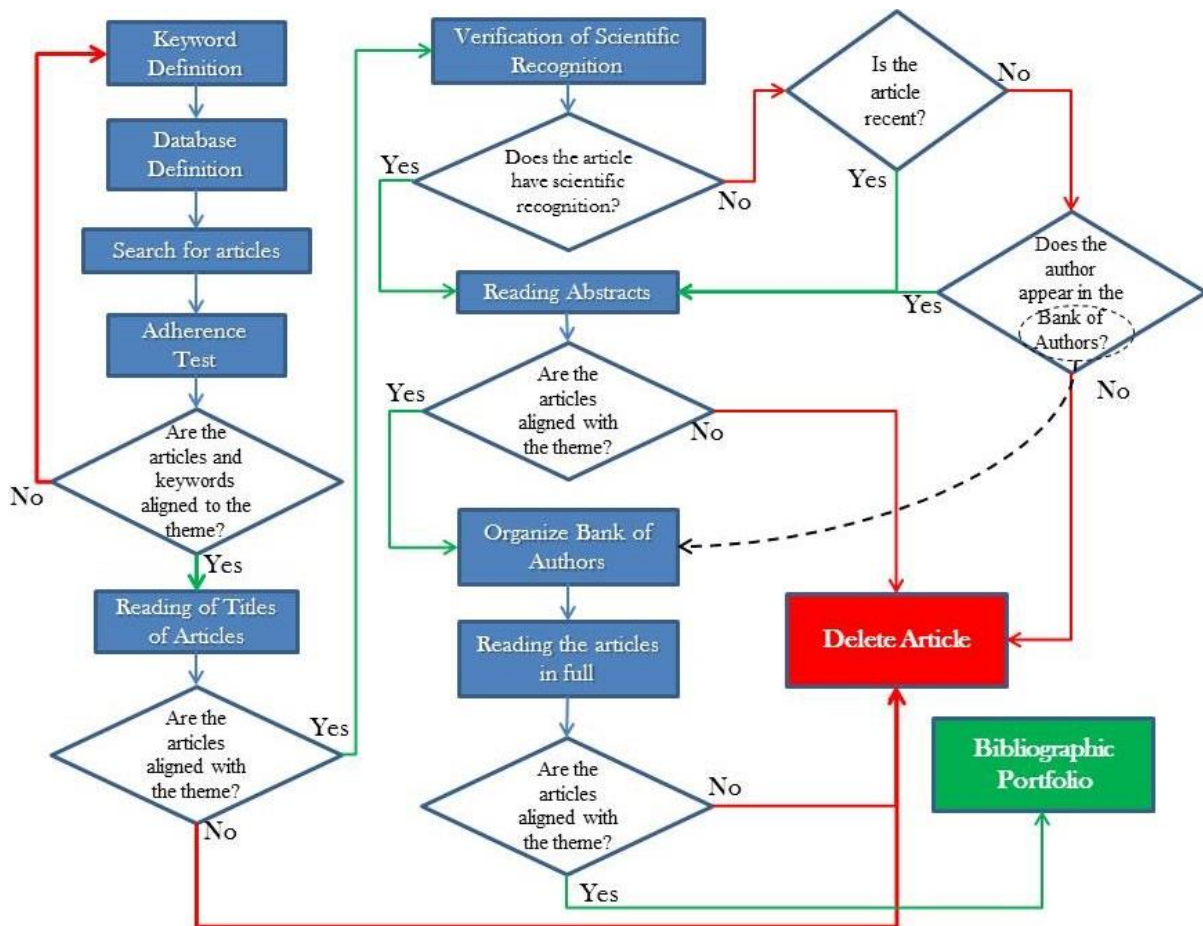 Keyword
Definition
Database
Definition
Search for articles
Adherence
Test
Are the
articles and
keywords
aligned to the
theme?
No
Yes
Reading of Titles
of Articles
Are the
articles
aligned with
the theme?
Yes
No
Verification of Scientific
Recognition
Does the article
have scientific
recognition?
Yes
No
Is the
article
recent?
No
Yes
Does the
author
appear in the
Bank of
Authors?
Yes
No
Reading Abstracts
Are the
articles
aligned with
the theme?
Yes
No
Organize Bank of
Authors
Reading the articles
in full
Are the
articles
aligned with
the theme?
No
Yes
Delete Article
Bibliographic
Portfolio